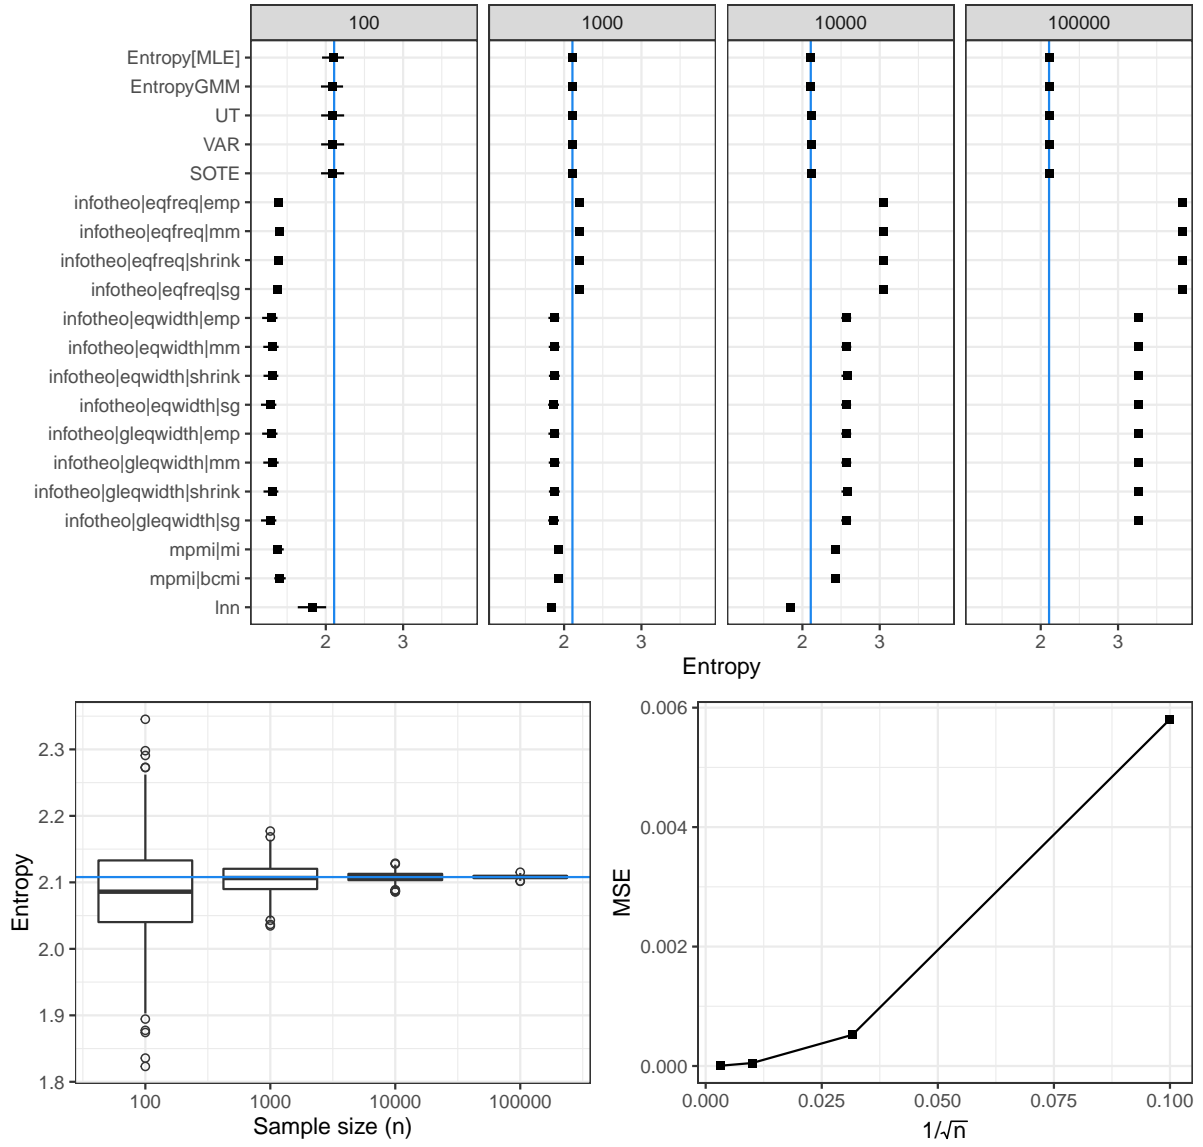 100 1000 10000 100000
Entropy[MLE]
EntropyGMM
UT
VAR
SOTE
infotheo|eqfreq|emp
infotheo|eqfreq|mm
infotheo|eqfreq|shrink
infotheo|eqfreq|sg
infotheo|eqwidth|emp
infotheo|eqwidth|mm
infotheo|eqwidth|shrink
infotheo|eqwidth|sg
infotheo|gleqwidth|emp
infotheo|gleqwidth|mm
infotheo|gleqwidth|shrink
infotheo|gleqwidth|sg
mpmi|mi
mpmi|bcmi
lnn
2 3 2 3 2 3 2 3
Entropy
2.3
2.2
2.1
2.0
1.9
1.8
Entropy
100 1000 10000 100000
Sample size (n)
0.006
0.004
0.002
0.000
MSE
0.000 0.025 0.050 0.075 0.100
1/√n